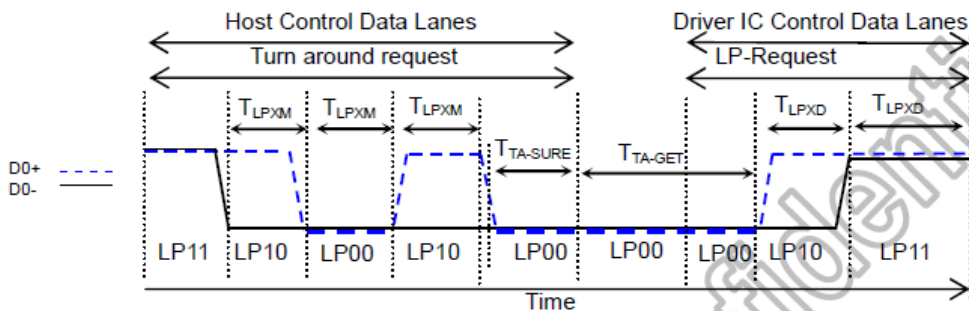 Host Control Data Lanes
Driver IC Control Data Lanes
Turn around request
LP-Request
TLPXM
TLPXM
TLPXM
TLPXD
TLPXD
TTA-SURE
TTA-GET
D0+
D0-
LP11
LP10
LP00
LP10
LP00
LP00
LP00
LP10
LP11
Time